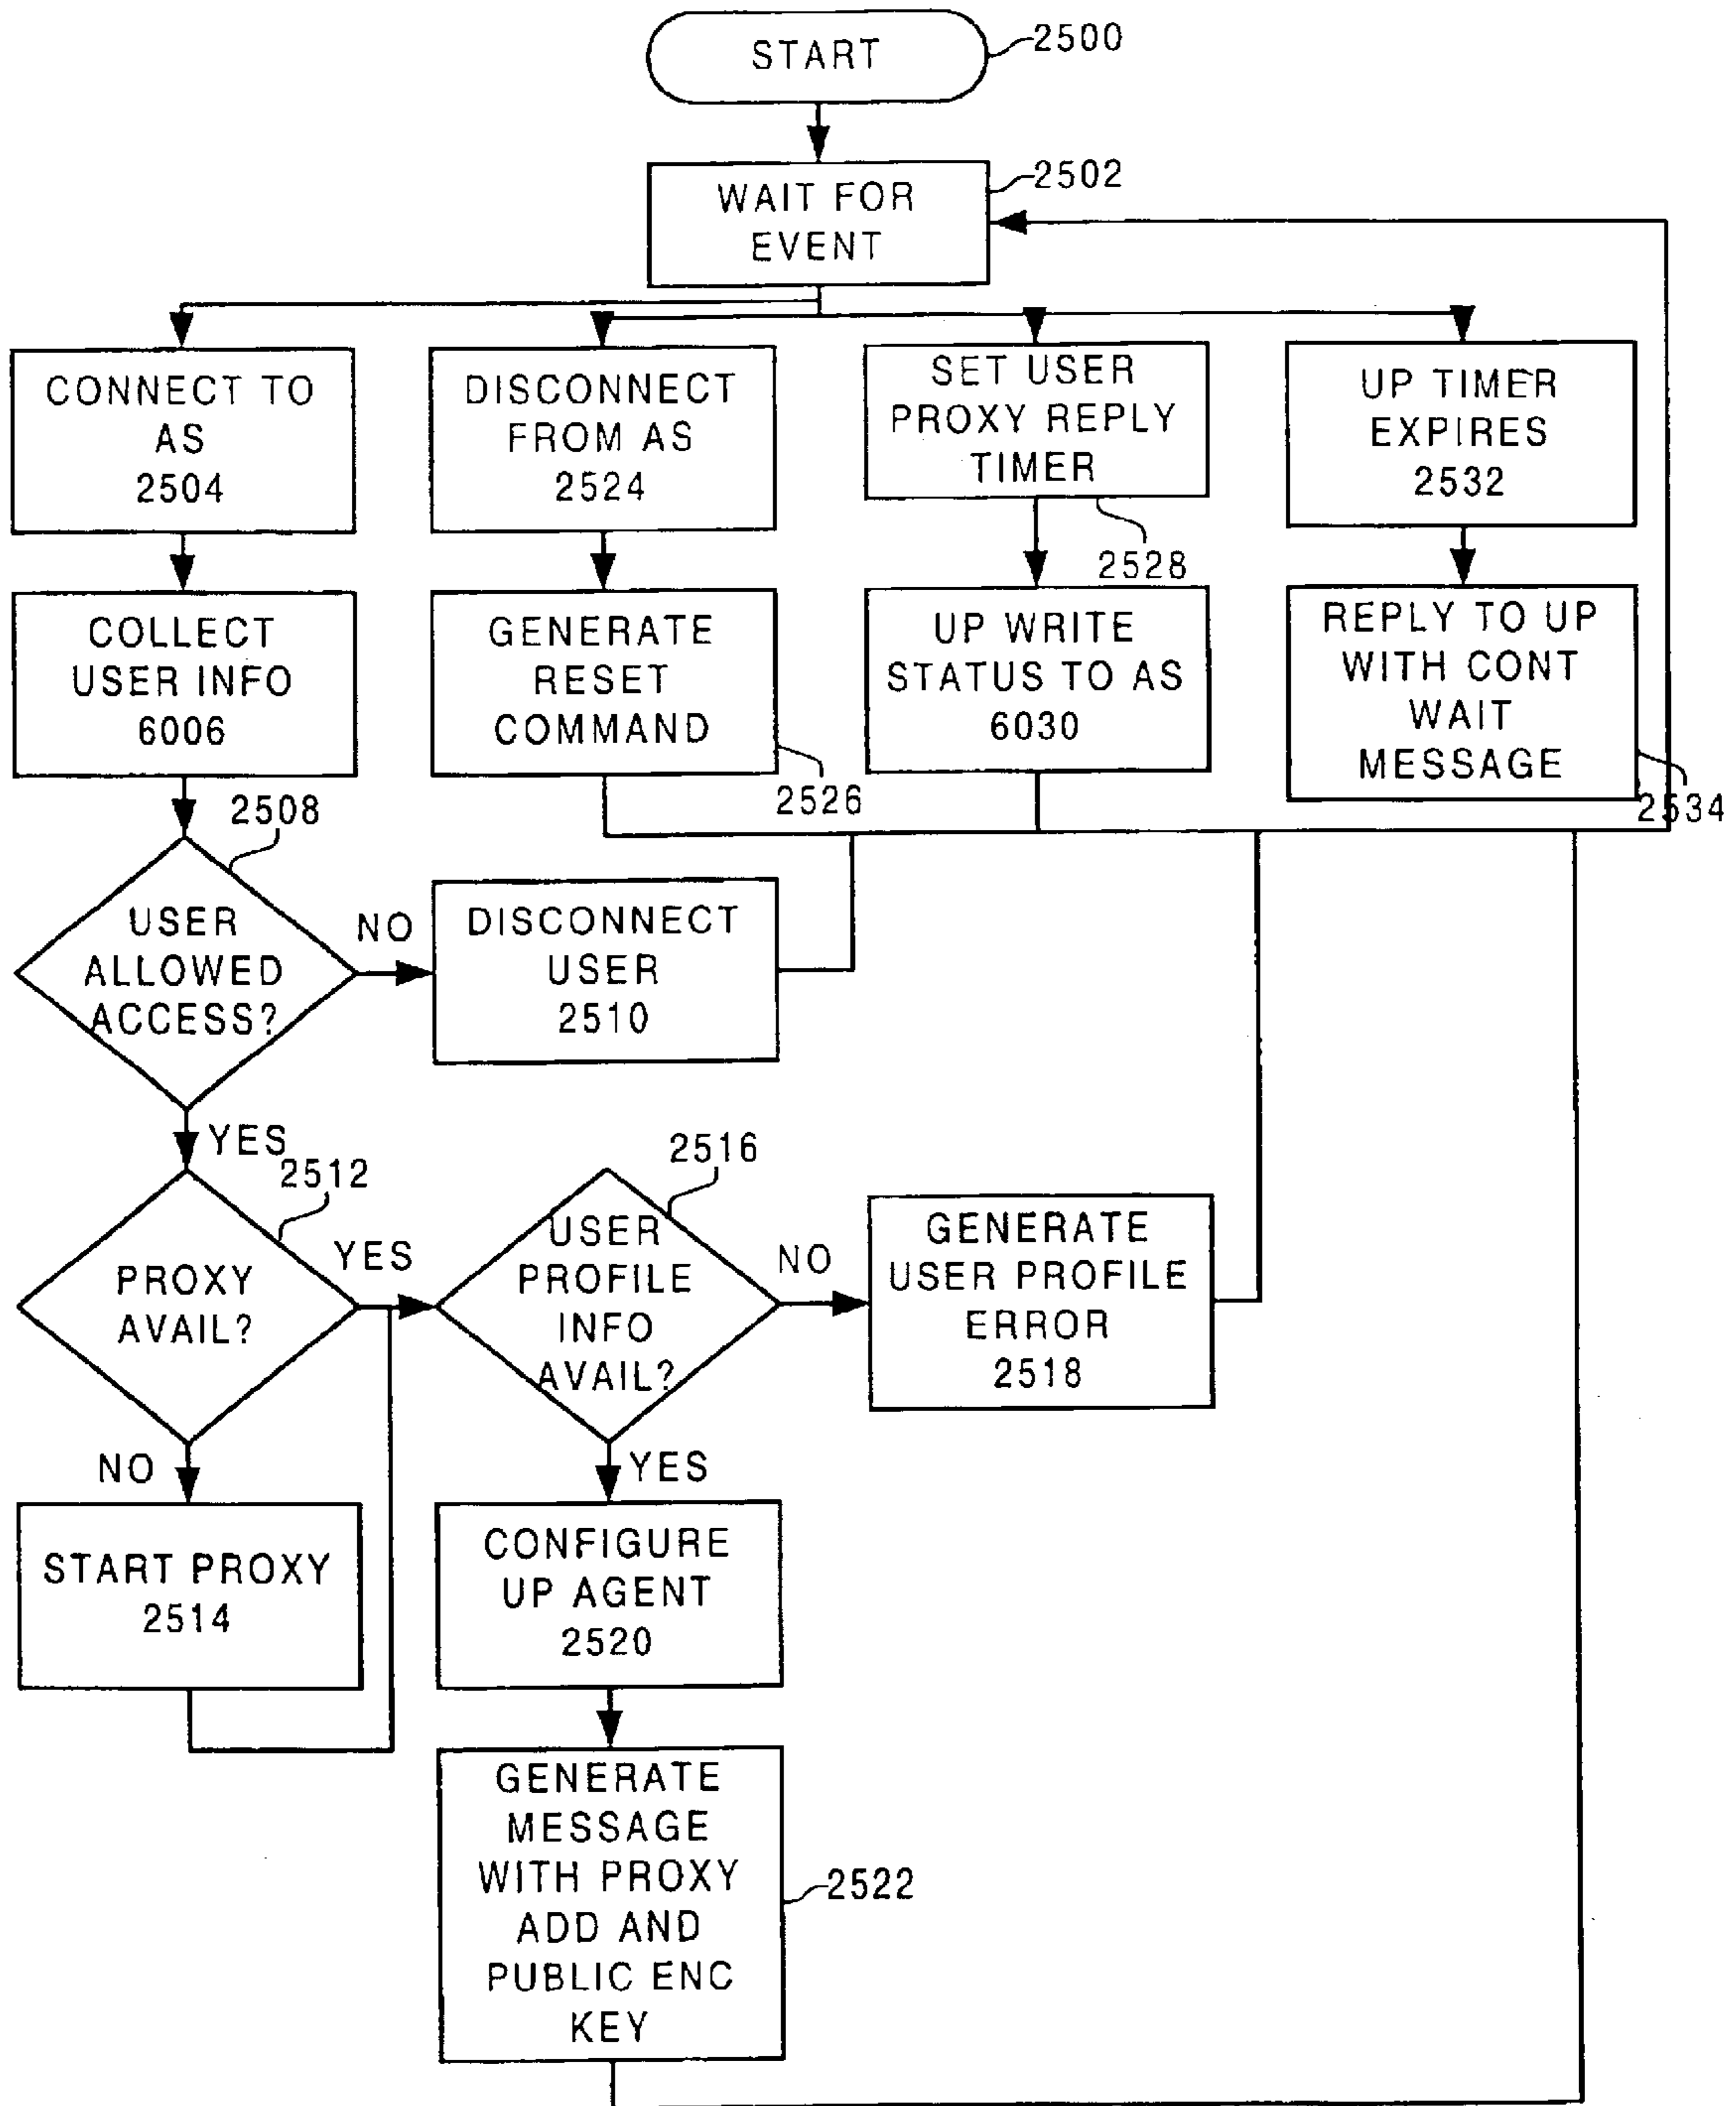 START
2500
WAIT FOR
EVENT
2502
CONNECT TO
AS
2504
DISCONNECT
FROM AS
2524
SET USER
PROXY REPLY
TIMER
2528
UP TIMER
EXPIRES
2532
COLLECT
USER INFO
6006
GENERATE
RESET
COMMAND
2526
UP WRITE
STATUS TO AS
6030
REPLY TO UP
WITH CONT
WAIT
MESSAGE
2534
2508
USER
ALLOWED
ACCESS?
NO
DISCONNECT
USER
2510
YES
2512
PROXY
AVAIL?
YES
2516
USER
PROFILE
INFO
AVAIL?
NO
GENERATE
USER PROFILE
ERROR
2518
NO
START PROXY
2514
YES
CONFIGURE
UP AGENT
2520
GENERATE
MESSAGE
WITH PROXY
ADD AND
PUBLIC ENC
KEY
2522